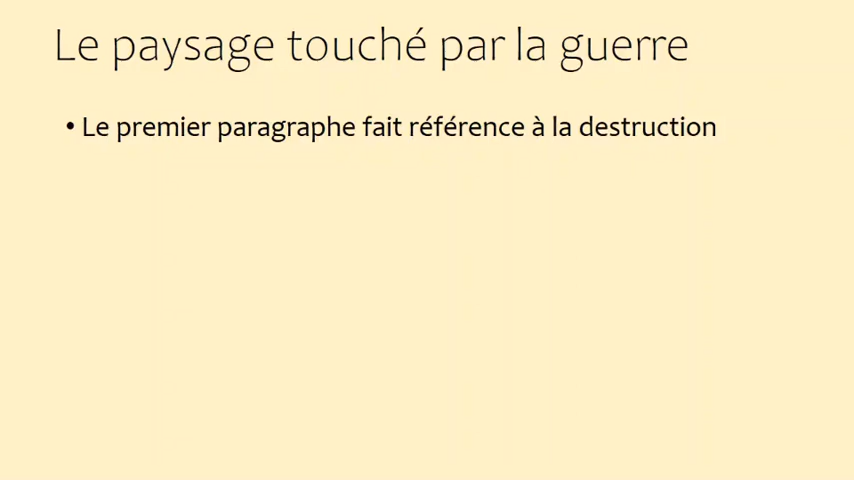 Le paysage touché par la guerre
• Le premier paragraphe fait référence à la destruction